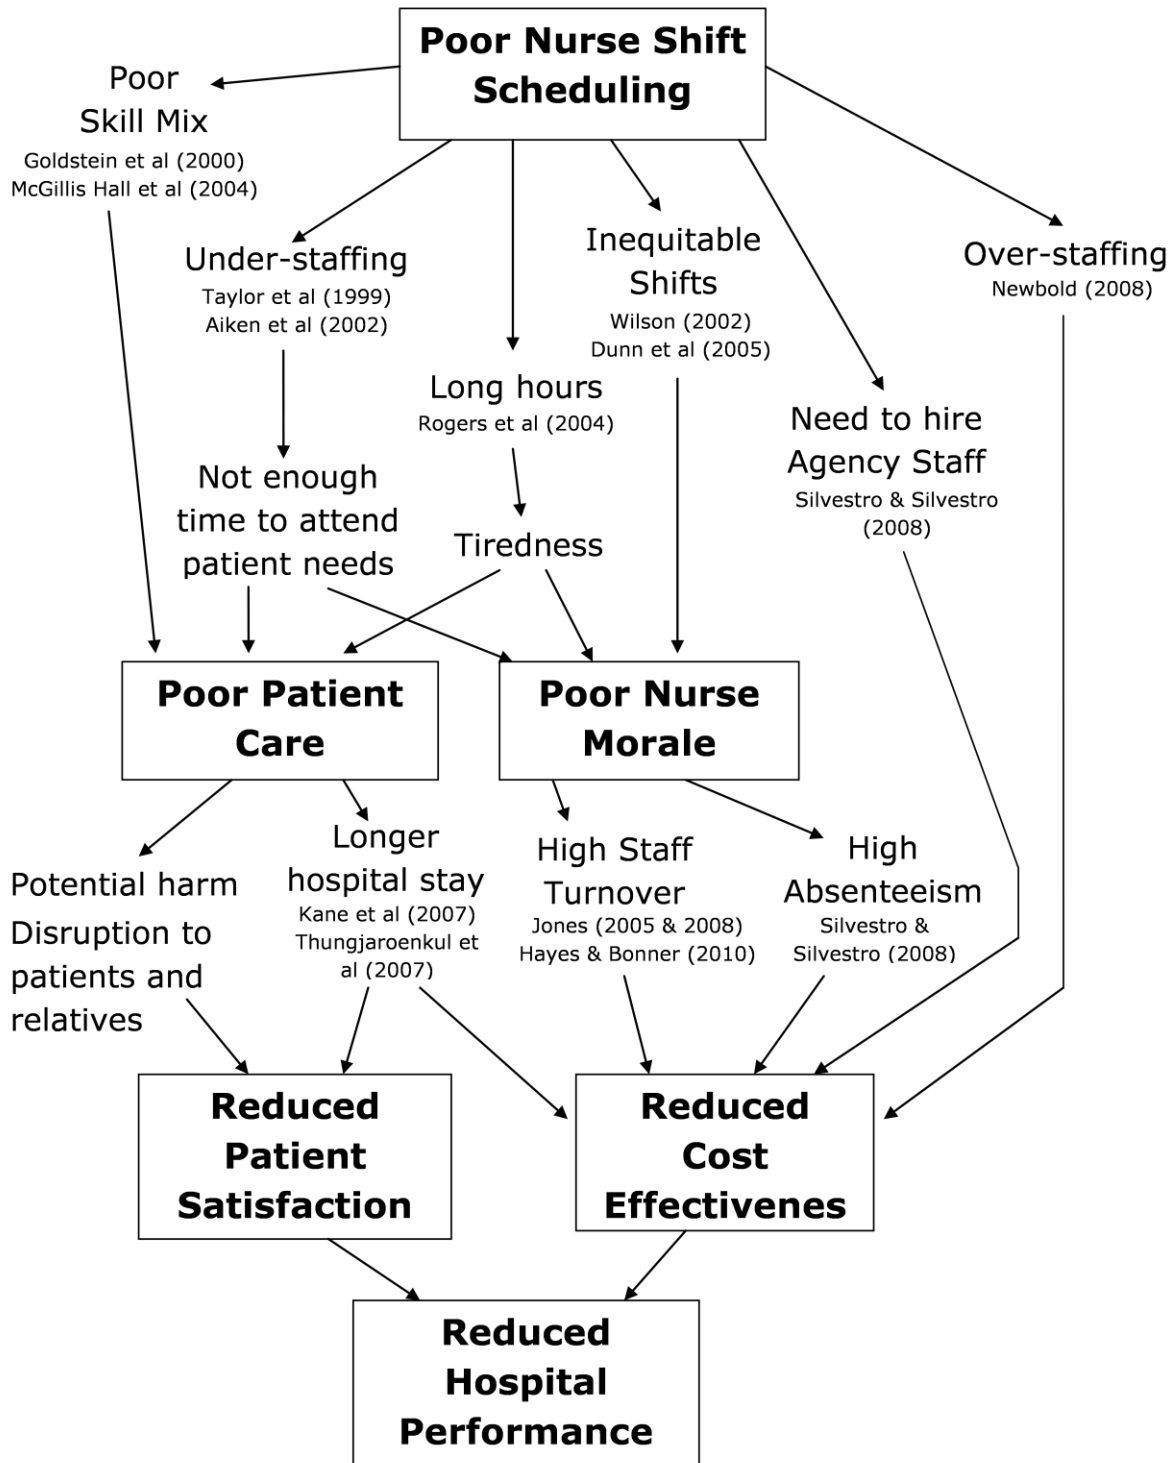 Poor Nurse Shift
Scheduling
Poor
Skill Mix
Goldstein et al (2000)
McGillis Hall et al (2004)
Under-staffing
Taylor et al (1999)
Aiken et al (2002)
Inequitable
Shifts
Wilson (2002)
Dunn et al (2005)
Over-staffing
Newbold (2008)
Long hours
Rogers et al (2004)
Need to hire
Agency Staff
Silvestro & Silvestro
(2008)
Not enough
time to attend
patient needs
Tiredness
Poor Patient
Care
Poor Nurse
Morale
Potential harm
Disruption to
patients and
relatives
Longer
hospital stay
Kane et al (2007)
Thungjaroenkul et
al (2007)
High Staff
Turnover
Jones (2005 & 2008)
Hayes & Bonner (2010)
High
Absenteeism
Silvestro &
Silvestro (2008)
Reduced
Patient
Satisfaction
Reduced
Cost
Effectivenes
Reduced
Hospital
Performance